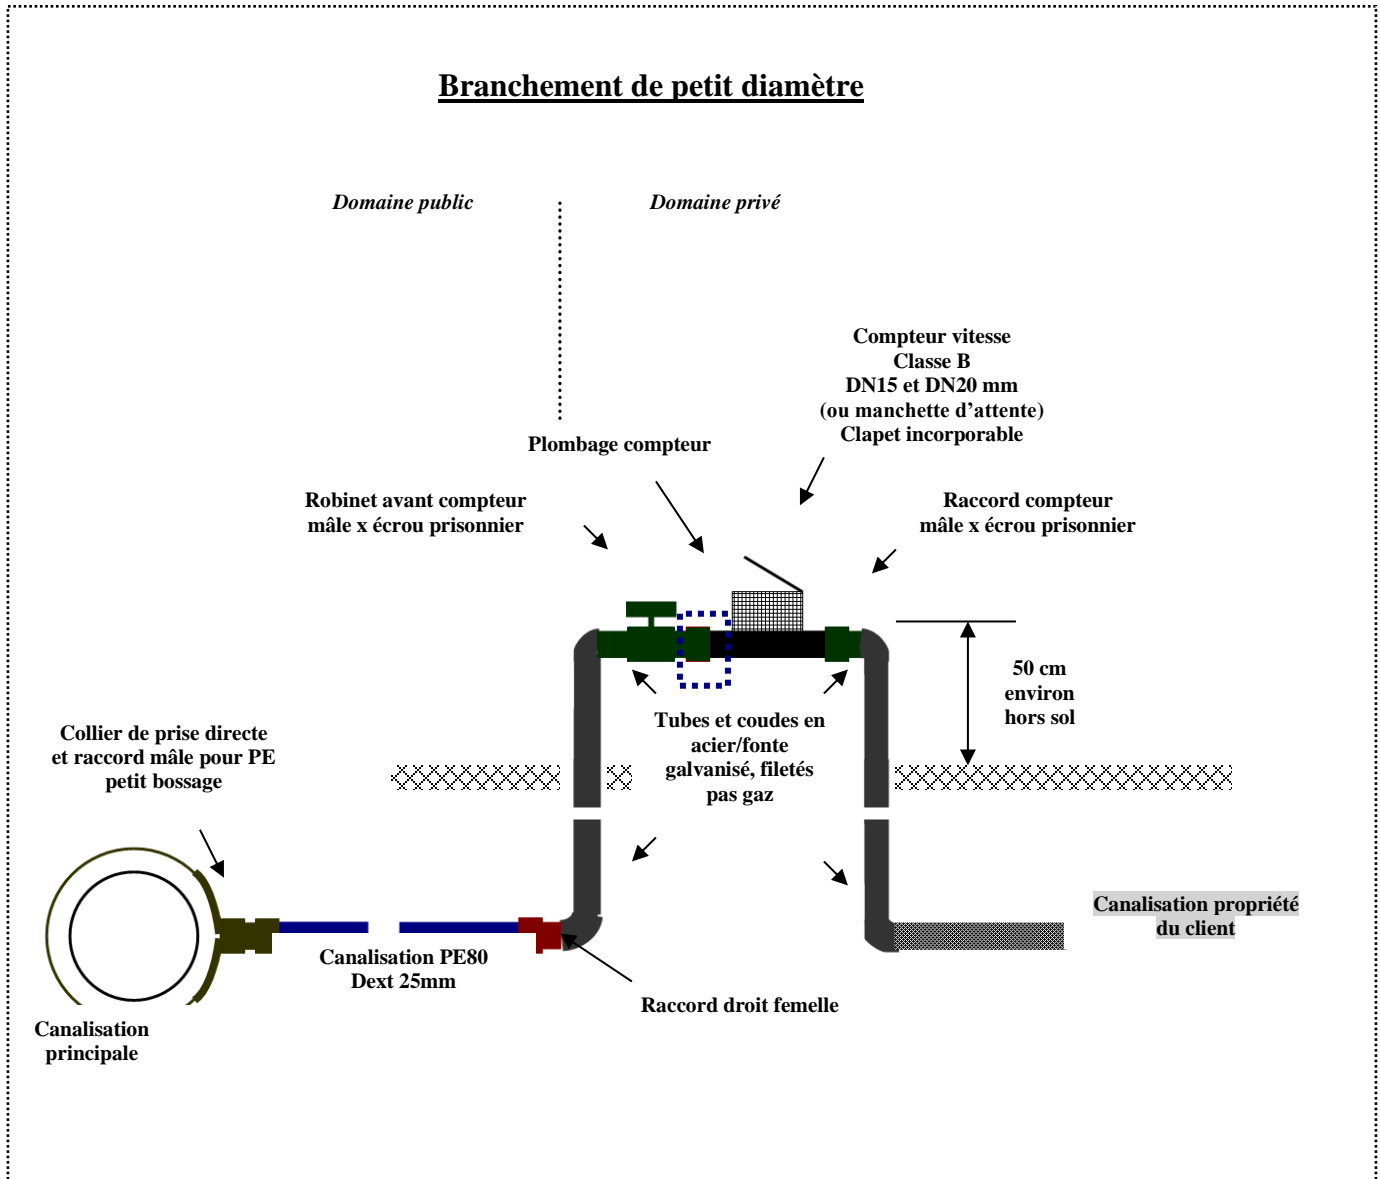 Branchement de petit diamètre
Domaine public
Domaine privé
Compteur vitesse
Classe B
DN15 et DN20 mm
(ou manchette d’attente)
Clapet incorporable
Plombage compteur
Robinet avant compteur
mâle x écrou prisonnier
Raccord compteur
mâle x écrou prisonnier
50 cm
environ
hors sol
Tubes et coudes en
acier/fonte
galvanisé, filetés
pas gaz
Collier de prise directe
et raccord mâle pour PE
petit bossage
Canalisation propriété
du client
Canalisation PE80
Dext 25mm
Raccord droit femelle
Canalisation
principale